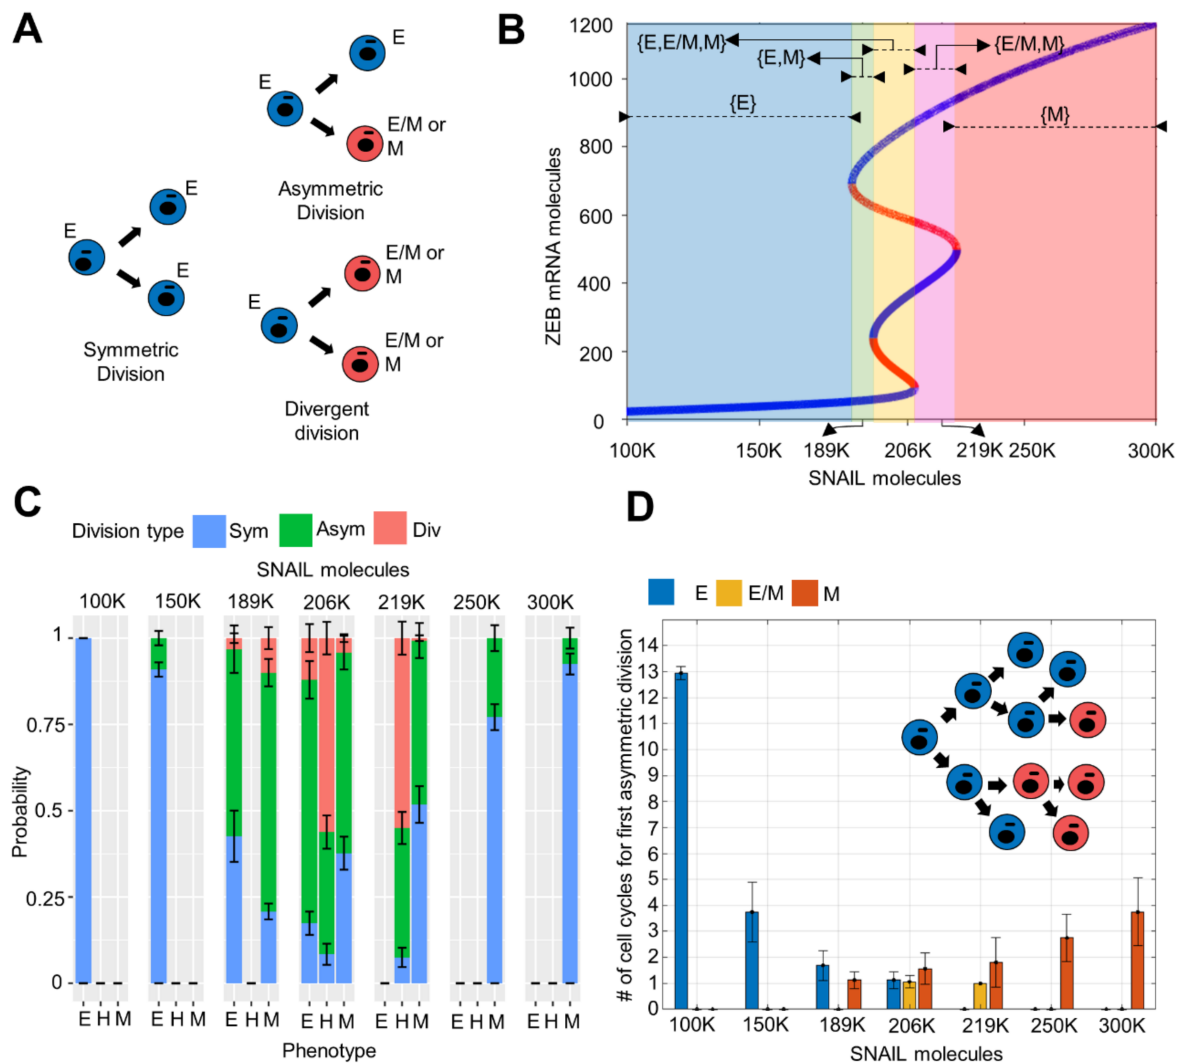 A
E
E
E/M or
M
Asymmetric
Division
E
E
E
Symmetric
Division
E
E/M or
M
E/M or
M
Divergent
division
B
ZEB mRNA molecules
1200
1000
800
600
400
200
0
{E,E/M,M}
{E,M}
{E/M,M}
{E}
{M}
100K 150K 189K 206K 219K 250K 300K
SNAIL molecules
C
Division type Sym Asym Div
SNAIL molecules
100K 150K 189K 206K 219K 250K 300K
Probability
1
0.75
0.5
0.25
0
E H M E H M E H M E H M E H M E H M E H M
Phenotype
D
E E/M M
# of cell cycles for first asymmetric division
14
13
12
11
10
9
8
7
6
5
4
3
2
1
0
100K 150K 189K 206K 219K 250K 300K
SNAIL molecules